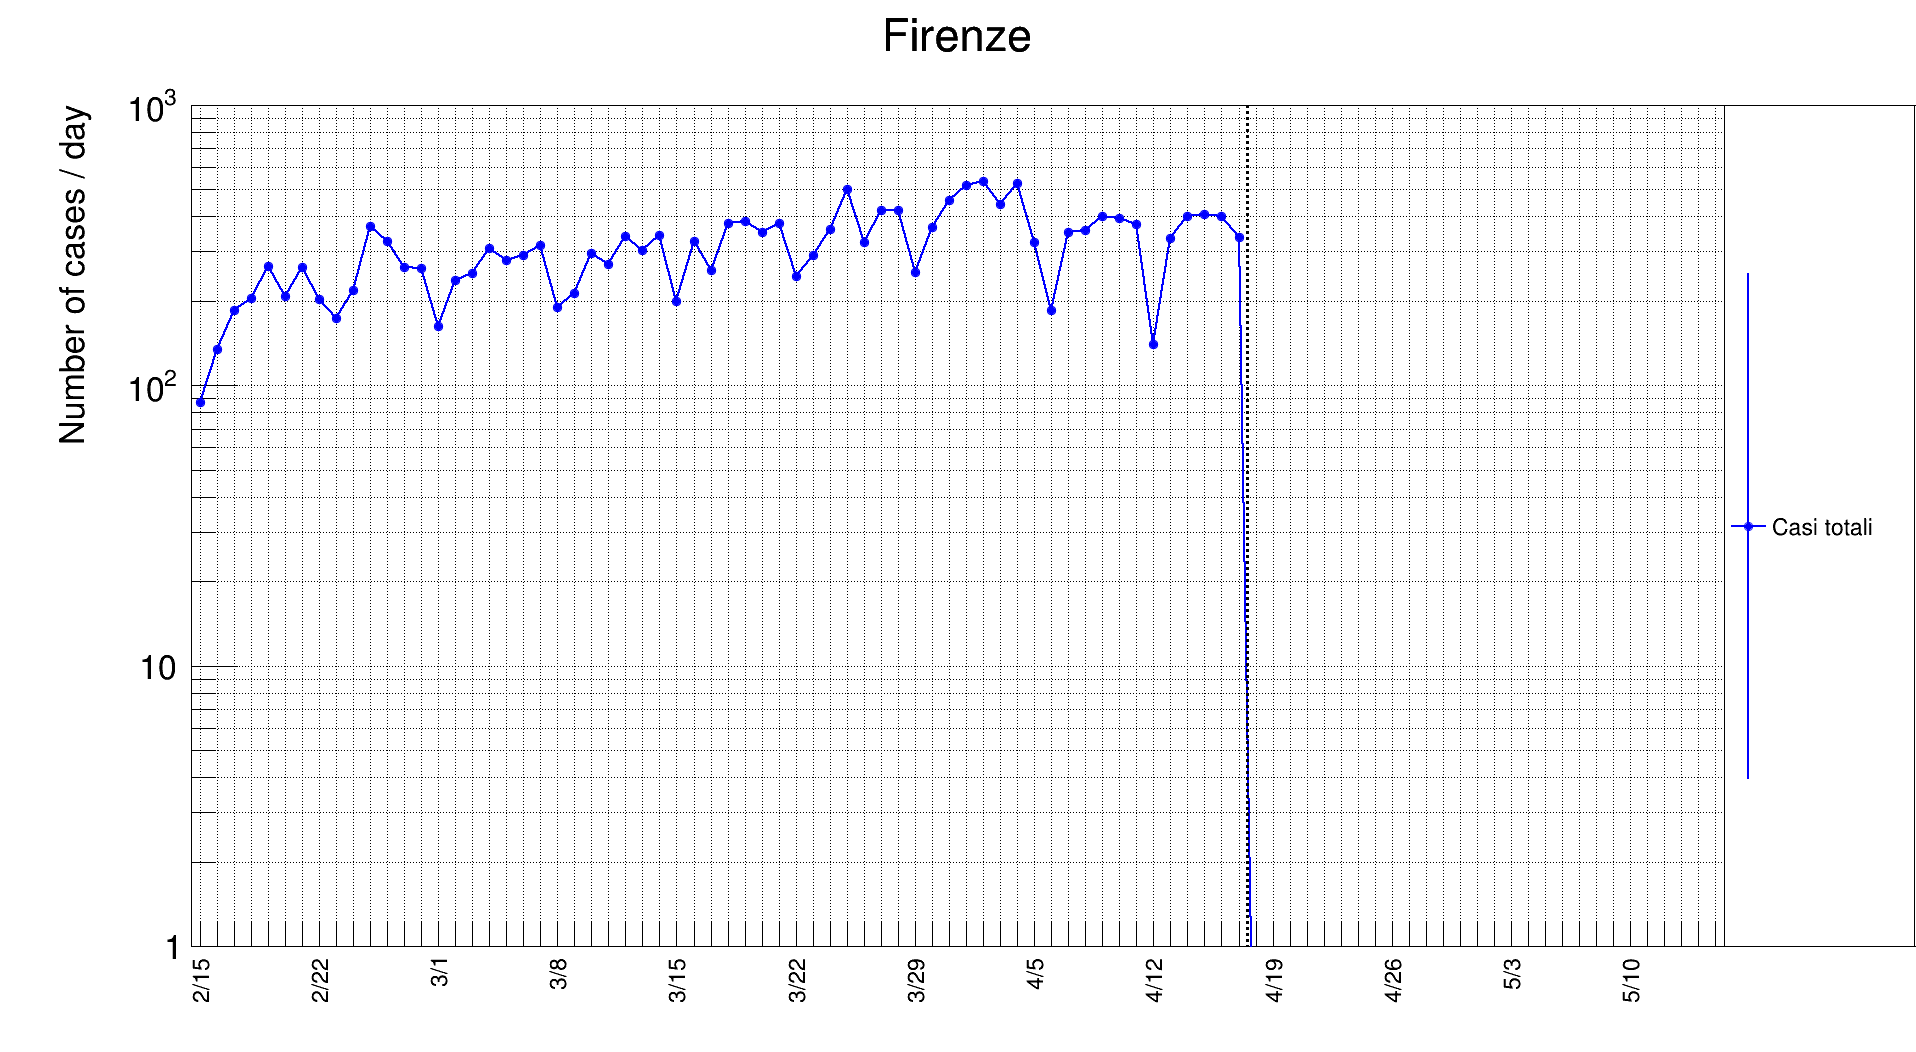 Firenze
Number of cases / day
10³
10²
10
1
2/15 2/22 3/1 3/8 3/15 3/22 3/29 4/5 4/12 4/19 4/26 5/3 5/10
Casi totali